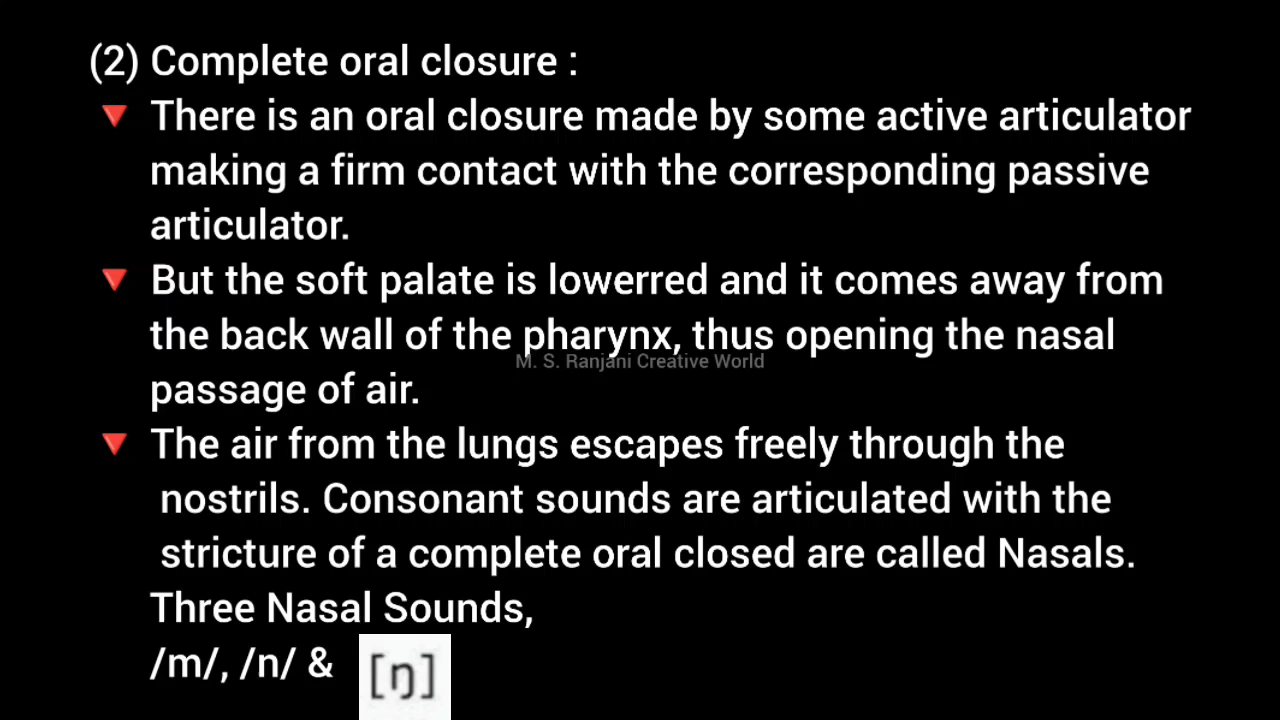 (2) Complete oral closure :
🔻 There is an oral closure made by some active articulator
making a firm contact with the corresponding passive
articulator.
🔻 But the soft palate is lowerred and it comes away from
the back wall of the pharynx, thus opening the nasal
M. S. Ranjani Creative World
passage of air.
🔻 The air from the lungs escapes freely through the
nostrils. Consonant sounds are articulated with the
stricture of a complete oral closed are called Nasals.
Three Nasal Sounds,
/m/, /n/ & [ŋ]